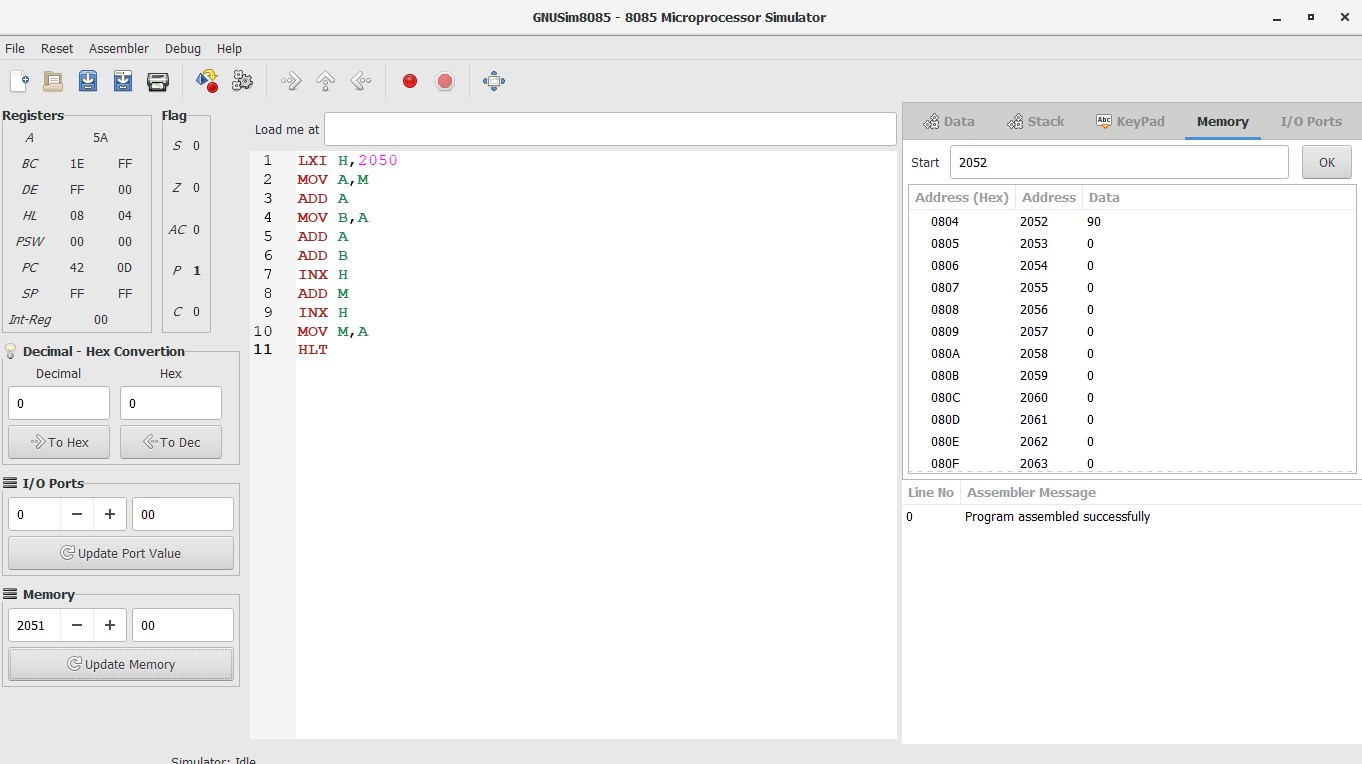 GNUSim8085 - 8085 Microprocessor Simulator
File Reset Assembler Debug Help
Registers
A 5A
BC 1E FF
DE FF 00
HL 08 04
PSW 00 00
PC 42 0D
SP FF FF
Int-Reg 00
Flag
S 0
Z 0
AC 0
P 1
C 0
Decimal - Hex Convertion
Decimal Hex
0 0
To Hex To Dec
I/O Ports
0 − + 00
Update Port Value
Memory
2051 − + 00
Update Memory
Load me at
1 LXI H,2050
2 MOV A,M
3 ADD A
4 MOV B,A
5 ADD A
6 ADD B
7 INX H
8 ADD M
9 INX H
10 MOV M,A
11 HLT
Data Stack Abc KeyPad Memory I/O Ports
Start 2052 OK
Address (Hex) Address Data
0804 2052 90
0805 2053 0
0806 2054 0
0807 2055 0
0808 2056 0
0809 2057 0
080A 2058 0
080B 2059 0
080C 2060 0
080D 2061 0
080E 2062 0
080F 2063 0
Line No Assembler Message
0 Program assembled successfully
Simulator: Idle